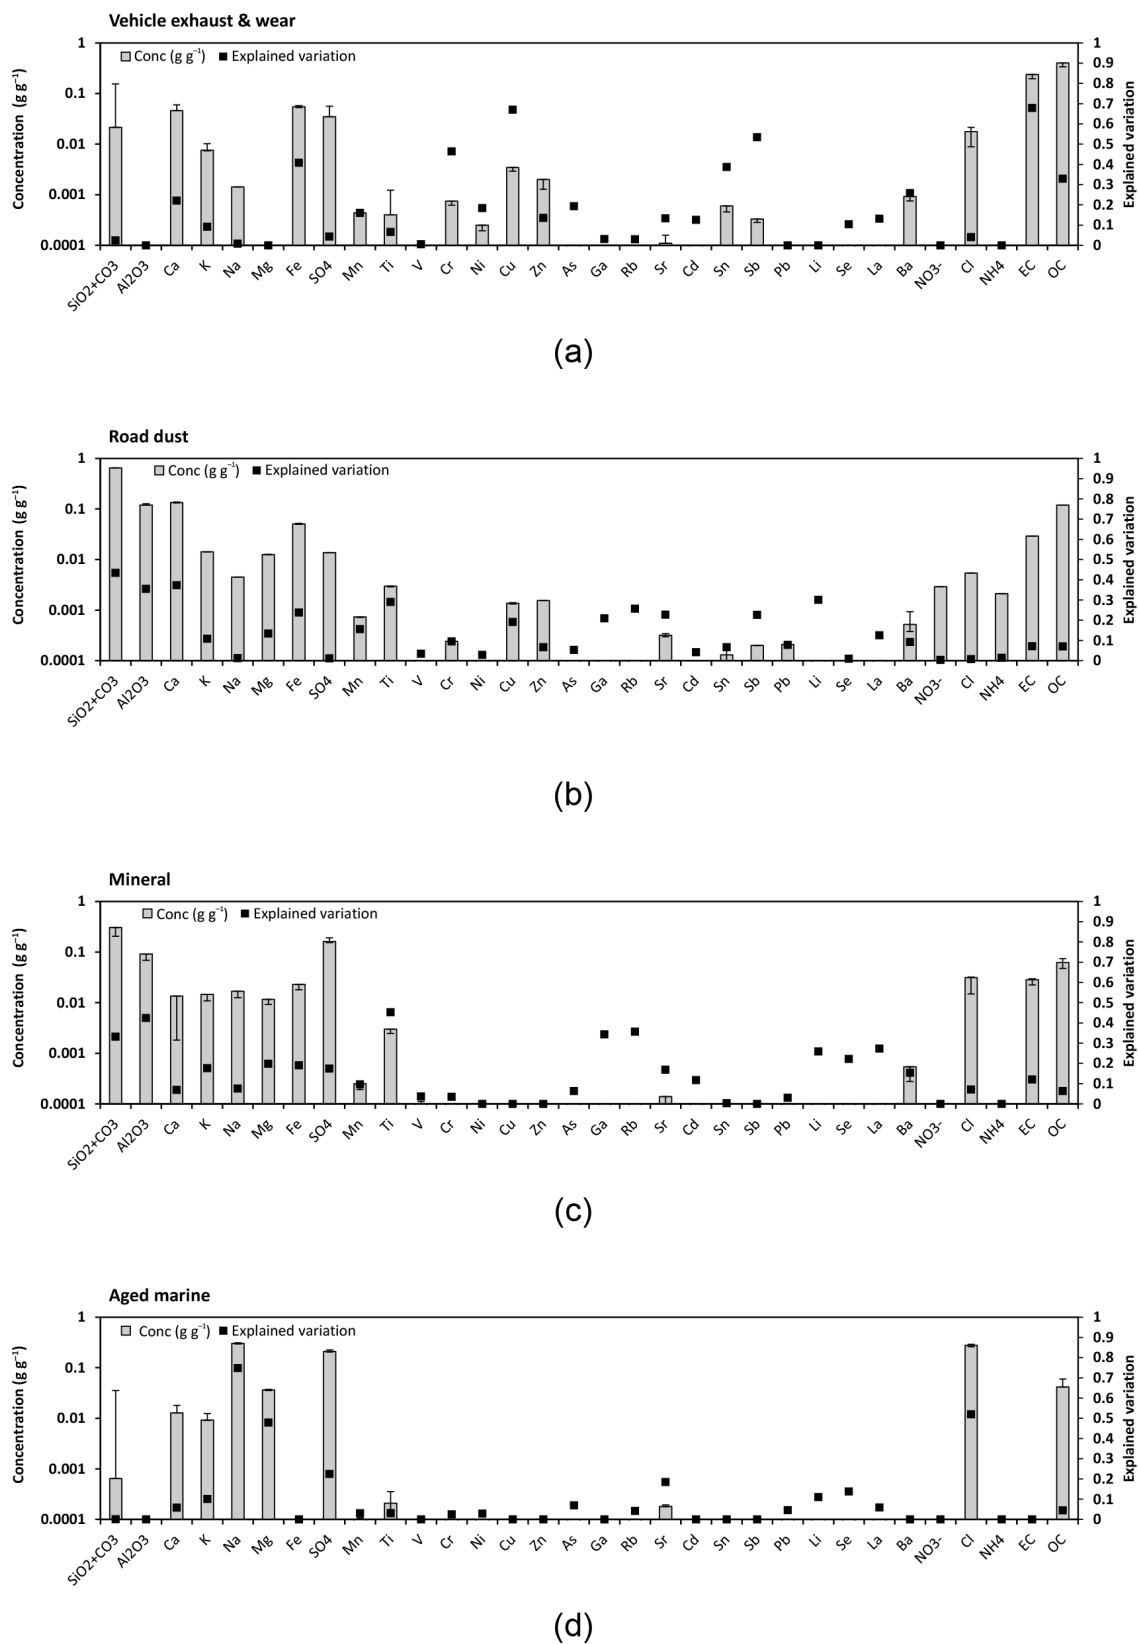 Vehicle exhaust & wear
Conc (g g⁻¹) Explained variation
Concentration (g g⁻¹)
1
0.1
0.01
0.001
0.0001
1
0.9
0.8
0.7
0.6
0.5
0.4
0.3
0.2
0.1
0
Explained variation
SiO2+CO3 Al2O3 Ca K Na Mg Fe SO4 Mn Ti V Cr Ni Cu Zn As Ga Rb Sr Cd Sn Sb Pb Li Se La Ba NO3- Cl NH4 EC OC
(a)
Road dust
Conc (g g⁻¹) Explained variation
Concentration (g g⁻¹)
1
0.1
0.01
0.001
0.0001
1
0.9
0.8
0.7
0.6
0.5
0.4
0.3
0.2
0.1
0
Explained variation
SiO2+CO3 Al2O3 Ca K Na Mg Fe SO4 Mn Ti V Cr Ni Cu Zn As Ga Rb Sr Cd Sn Sb Pb Li Se La Ba NO3- Cl NH4 EC OC
(b)
Mineral
Conc (g g⁻¹) Explained variation
Concentration (g g⁻¹)
1
0.1
0.01
0.001
0.0001
1
0.9
0.8
0.7
0.6
0.5
0.4
0.3
0.2
0.1
0
Explained variation
SiO2+CO3 Al2O3 Ca K Na Mg Fe SO4 Mn Ti V Cr Ni Cu Zn As Ga Rb Sr Cd Sn Sb Pb Li Se La Ba NO3- Cl NH4 EC OC
(c)
Aged marine
Conc (g g⁻¹) Explained variation
Concentration (g g⁻¹)
1
0.1
0.01
0.001
0.0001
1
0.9
0.8
0.7
0.6
0.5
0.4
0.3
0.2
0.1
0
Explained variation
SiO2+CO3 Al2O3 Ca K Na Mg Fe SO4 Mn Ti V Cr Ni Cu Zn As Ga Rb Sr Cd Sn Sb Pb Li Se La Ba NO3- Cl NH4 EC OC
(d)